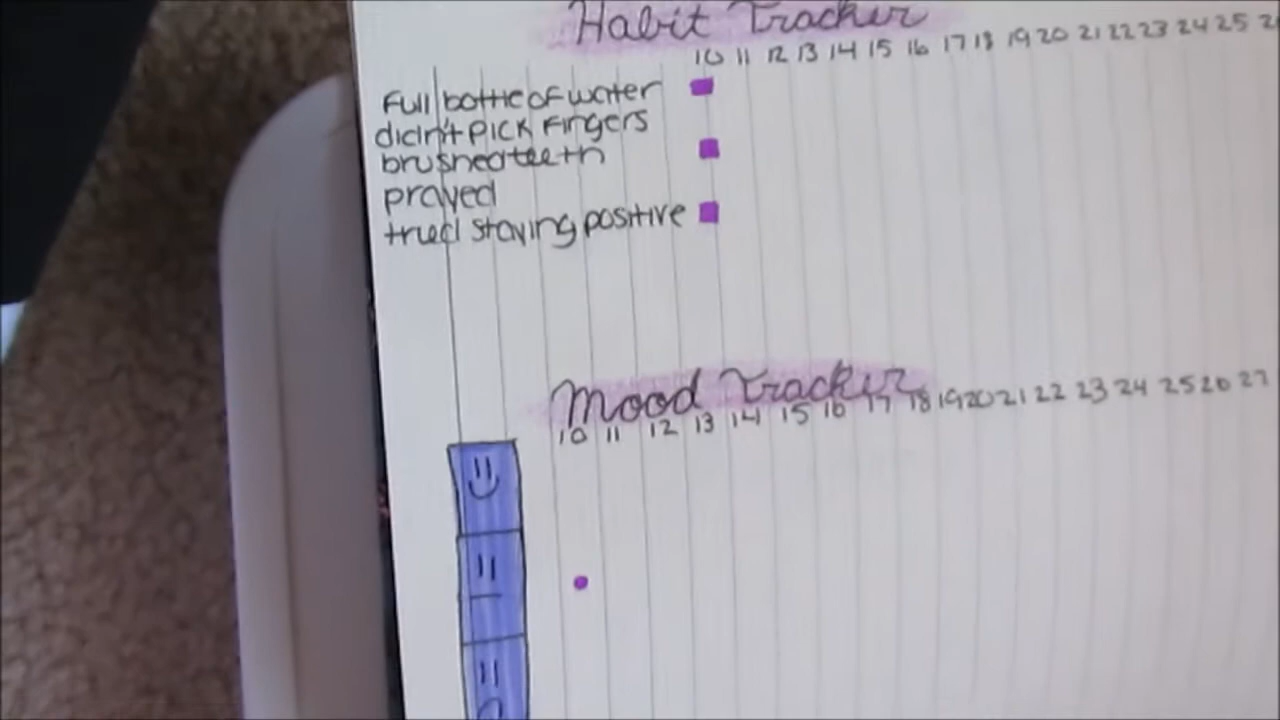 Habit Tracker
10 11 12 13 14 15 16 17 18 19 20 21 22 23 24 25
Full bottle of water
didn't pick fingers
brushed teeth
prayed
tried staying positive
Mood Tracker
10 11 12 13 14 15 16 17 18 19 20 21 22 23 24 25 26 27